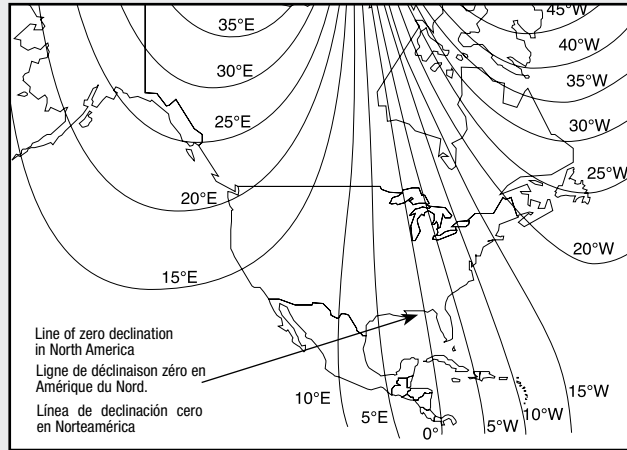 45°W
35°E
40°W
30°E
35°W
25°E
30°W
25°W
20°E
20°W
15°E
Line of zero declination
in North America
Ligne de déclinaison zéro en
Amérique du Nord.
Línea de declinación cero
en Norteamérica
10°E
5°E
0°
5°W
10°W
15°W